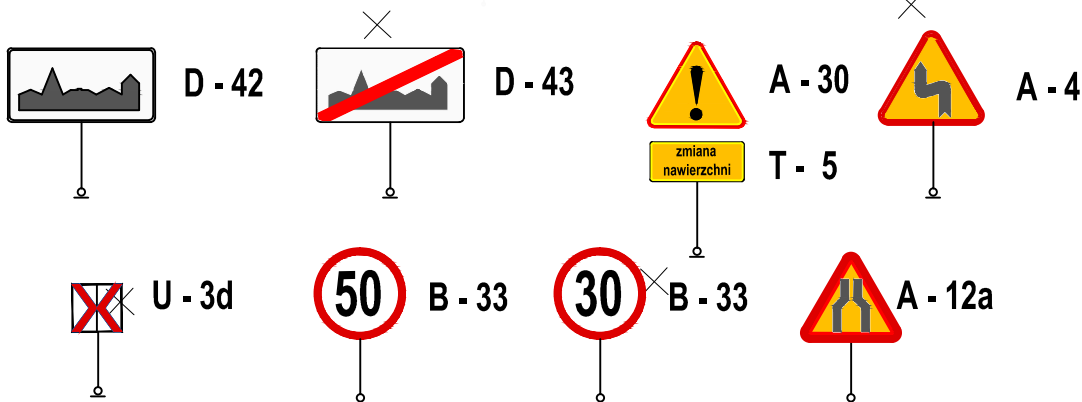 D - 42
D - 43
A - 30
A - 4
zmiana
nawierzchni
T - 5
U - 3d
50
B - 33
30
B - 33
A - 12a